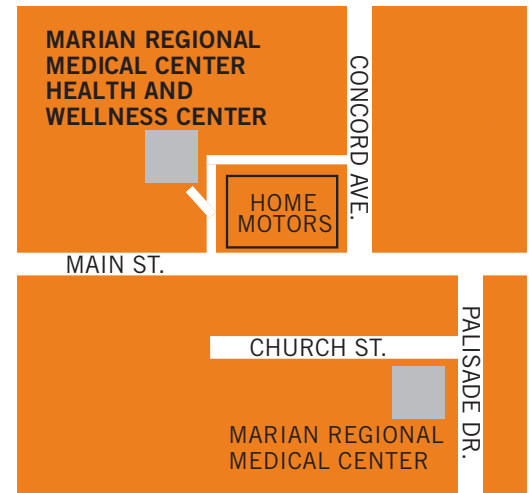 MARIAN REGIONAL
MEDICAL CENTER
HEALTH AND
WELLNESS CENTER
CONCORD AVE.
HOME
MOTORS
MAIN ST.
CHURCH ST.
PALISADE DR.
MARIAN REGIONAL
MEDICAL CENTER